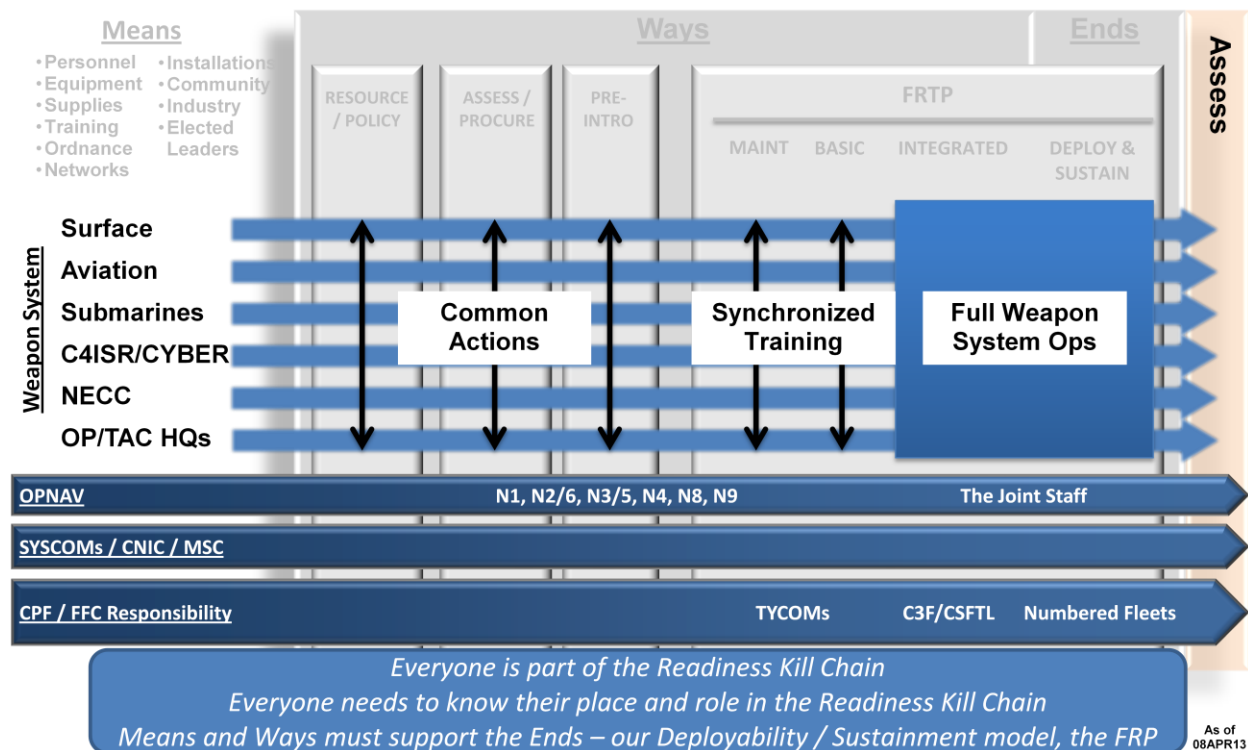 Means
• Personnel
• Equipment
• Supplies
• Training
• Ordnance
• Networks
• Installations
• Community
• Industry
• Elected
Leaders
Ways
Ends
Assess
RESOURCE
/ POLICY
ASSESS /
PROCURE
PRE-
INTRO
FRTP
MAINT
BASIC
INTEGRATED
DEPLOY &
SUSTAIN
Weapon System
Surface
Aviation
Submarines
C4ISR/CYBER
NECC
OP/TAC HQs
Common
Actions
Synchronized
Training
Full Weapon
System Ops
OPNAV
N1, N2/6, N3/5, N4, N8, N9
The Joint Staff
SYSCOMs / CNIC / MSC
CPF / FFC Responsibility
TYCOMs
C3F/CSFTL
Numbered Fleets
Everyone is part of the Readiness Kill Chain
Everyone needs to know their place and role in the Readiness Kill Chain
Means and Ways must support the Ends – our Deployability / Sustainment model, the FRP
As of
08APR13